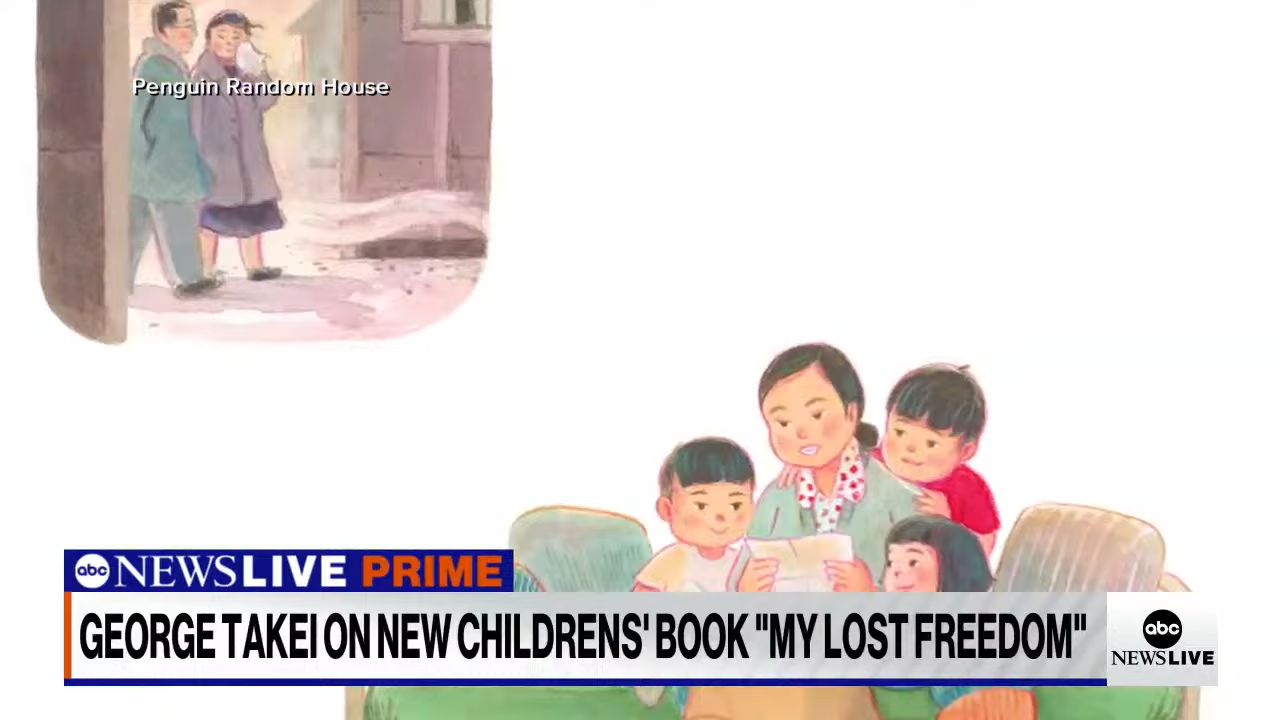 Penguin Random House
abc NEWS LIVE PRIME
GEORGE TAKEI ON NEW CHILDRENS' BOOK "MY LOST FREEDOM"
abc
NEWS LIVE